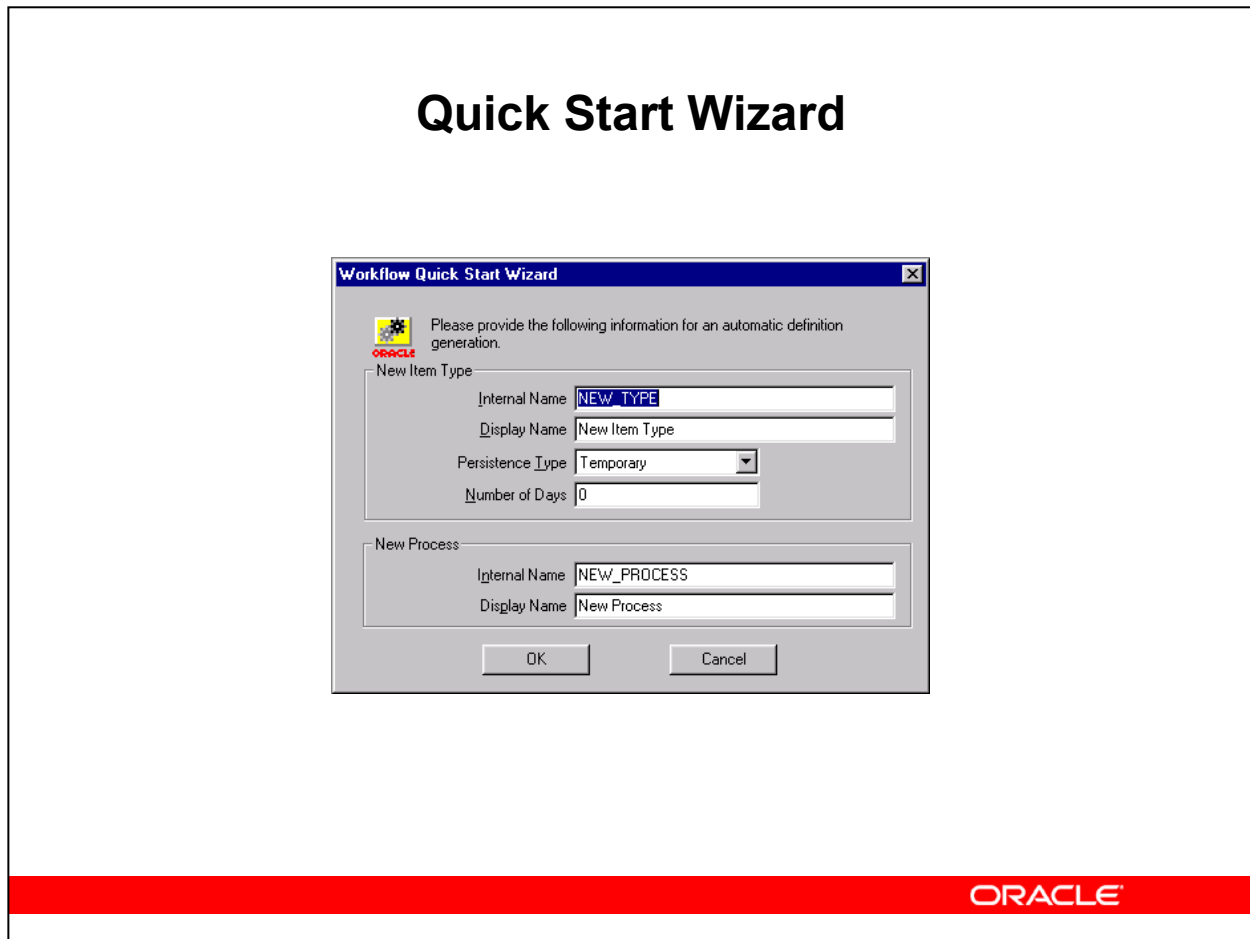 Quick Start Wizard
Workflow Quick Start Wizard
Please provide the following information for an automatic definition
generation.
ORACLE
New Item Type
Internal Name NEW_TYPE
Display Name New Item Type
Persistence Type Temporary
Number of Days 0
New Process
Internal Name NEW_PROCESS
Display Name New Process
OK Cancel
ORACLE